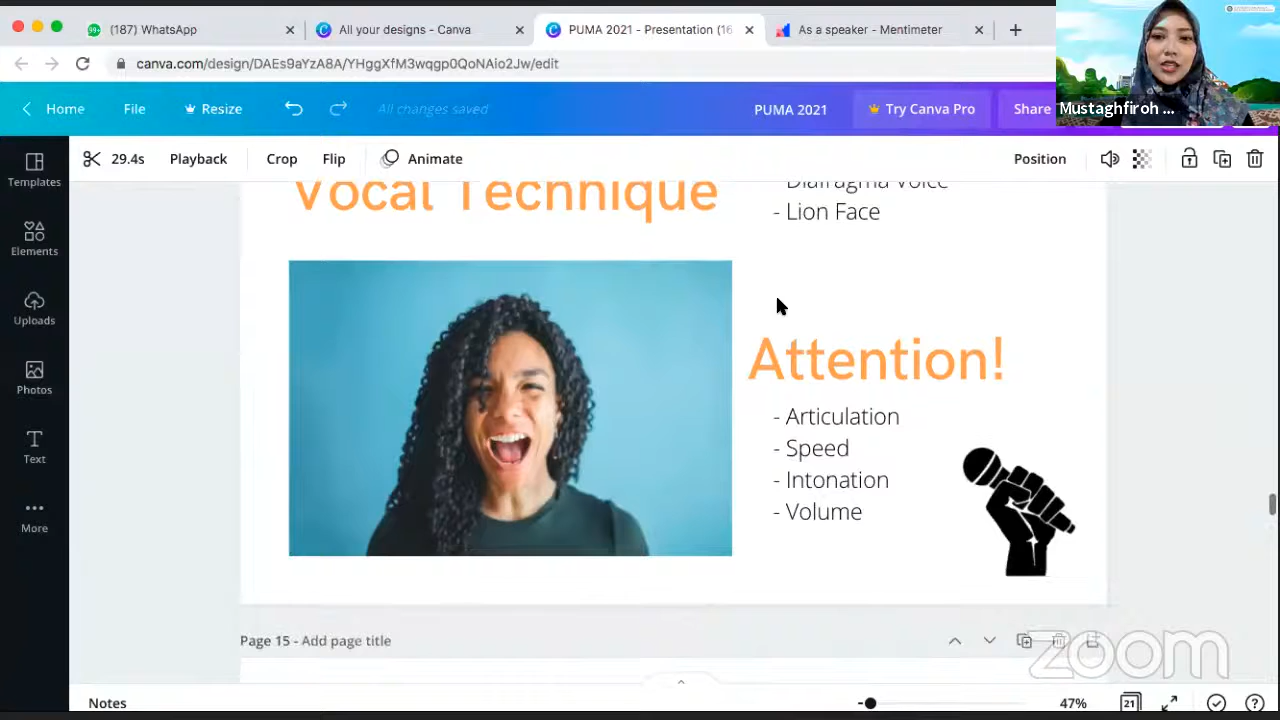 (187) WhatsApp
All your designs - Canva
PUMA 2021 - Presentation (16
As a speaker - Mentimeter
canva.com/design/DAEs9aYzA8A/YHggXfM3wqgp0QoNAio2Jw/edit
Mustaghfiroh ...
Home
File
Resize
All changes saved
PUMA 2021
Try Canva Pro
Share
29.4s
Playback
Crop
Flip
Animate
Position
Templates
Elements
Uploads
Photos
Text
More
Vocal Technique
- Diafragma Voice
- Lion Face
Attention!
- Articulation
- Speed
- Intonation
- Volume
Page 15 - Add page title
zoom
Notes
47%
21